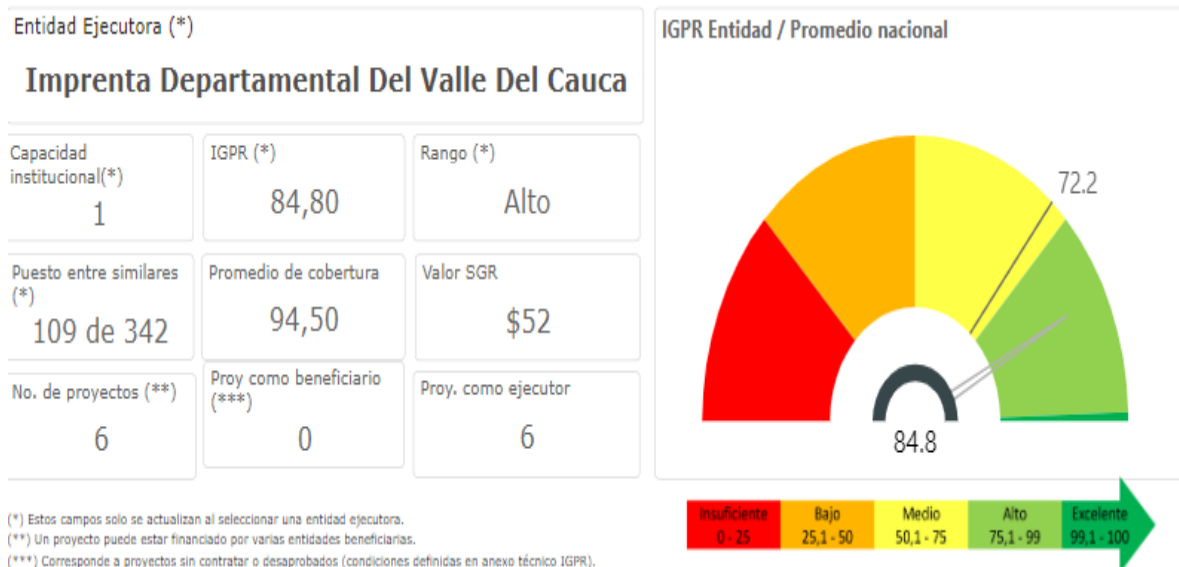 Entidad Ejecutora (*)
Imprenta Departamental Del Valle Del Cauca
Capacidad
institucional(*)
1
IGPR (*)
84,80
Rango (*)
Alto
Puesto entre similares
(*)
109 de 342
Promedio de cobertura
94,50
Valor SGR
$52
No. de proyectos (**)
6
Proy como beneficiario
(***)
0
Proy. como ejecutor
6
(*) Estos campos solo se actualizan al seleccionar una entidad ejecutora.
(**) Un proyecto puede estar financiado por varias entidades beneficiarias.
(***) Corresponde a proyectos sin contratar o desaprobados (condiciones definidas en anexo técnico IGPR).
IGPR Entidad / Promedio nacional
72.2
84.8
Insuficiente
0 - 25
Bajo
25,1 - 50
Medio
50,1 - 75
Alto
75,1 - 99
Excelente
99,1 - 100